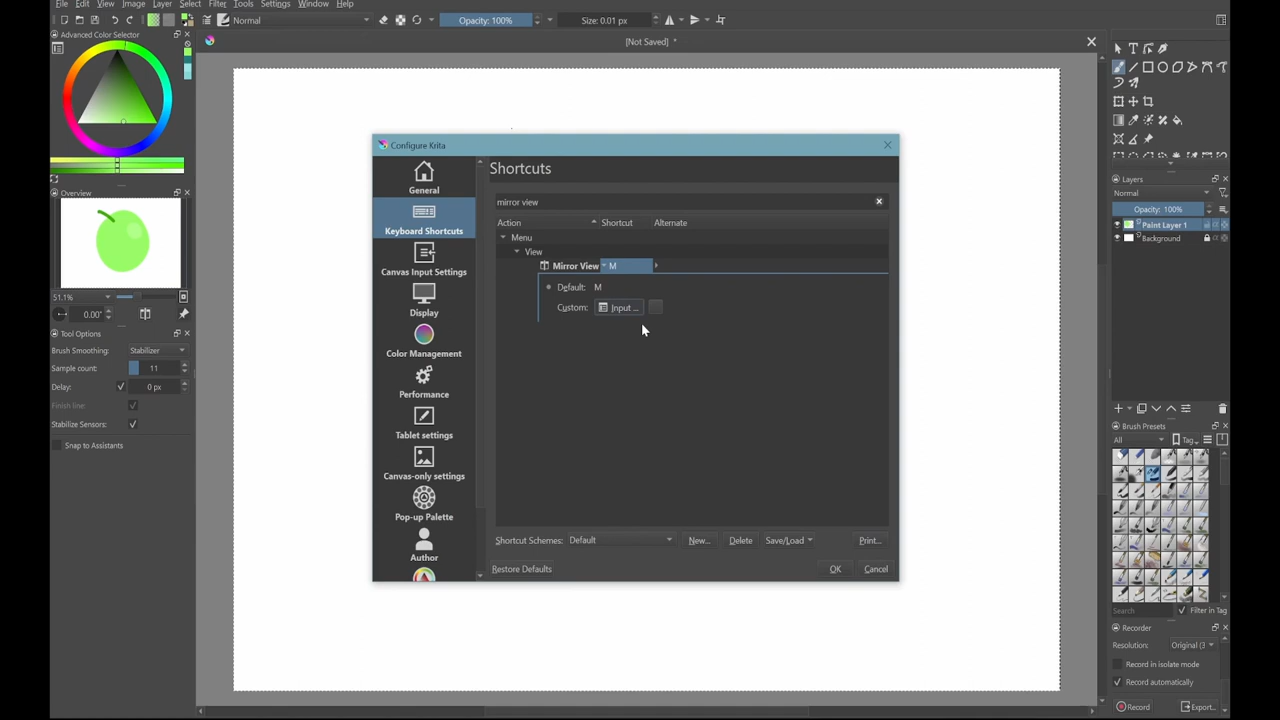 File Edit View Image Layer Select Filter Tools Settings Window Help
Normal Opacity: 100% Size: 0.01 px
Advanced Color Selector
[Not Saved] *
Overview
51.1%
0.00°
Tool Options
Brush Smoothing: Stabilizer
Sample count: 11
Delay: 0 px
Finish line:
Stabilize Sensors:
Snap to Assistants
Configure Krita
General
Keyboard Shortcuts
Canvas Input Settings
Display
Color Management
Performance
Tablet settings
Canvas-only settings
Pop-up Palette
Author
Shortcuts
mirror view
Action Shortcut Alternate
Menu
View
Mirror View M
Default: M
Custom: Input ...
Shortcut Schemes: Default New... Delete Save/Load Print...
Restore Defaults OK Cancel
Layers
Normal
Opacity: 100%
Paint Layer 1
Background
Brush Presets
All Tag
Search Filter in Tag
Recorder
Resolution: Original (3
Record in isolate mode
Record automatically
Record Export...